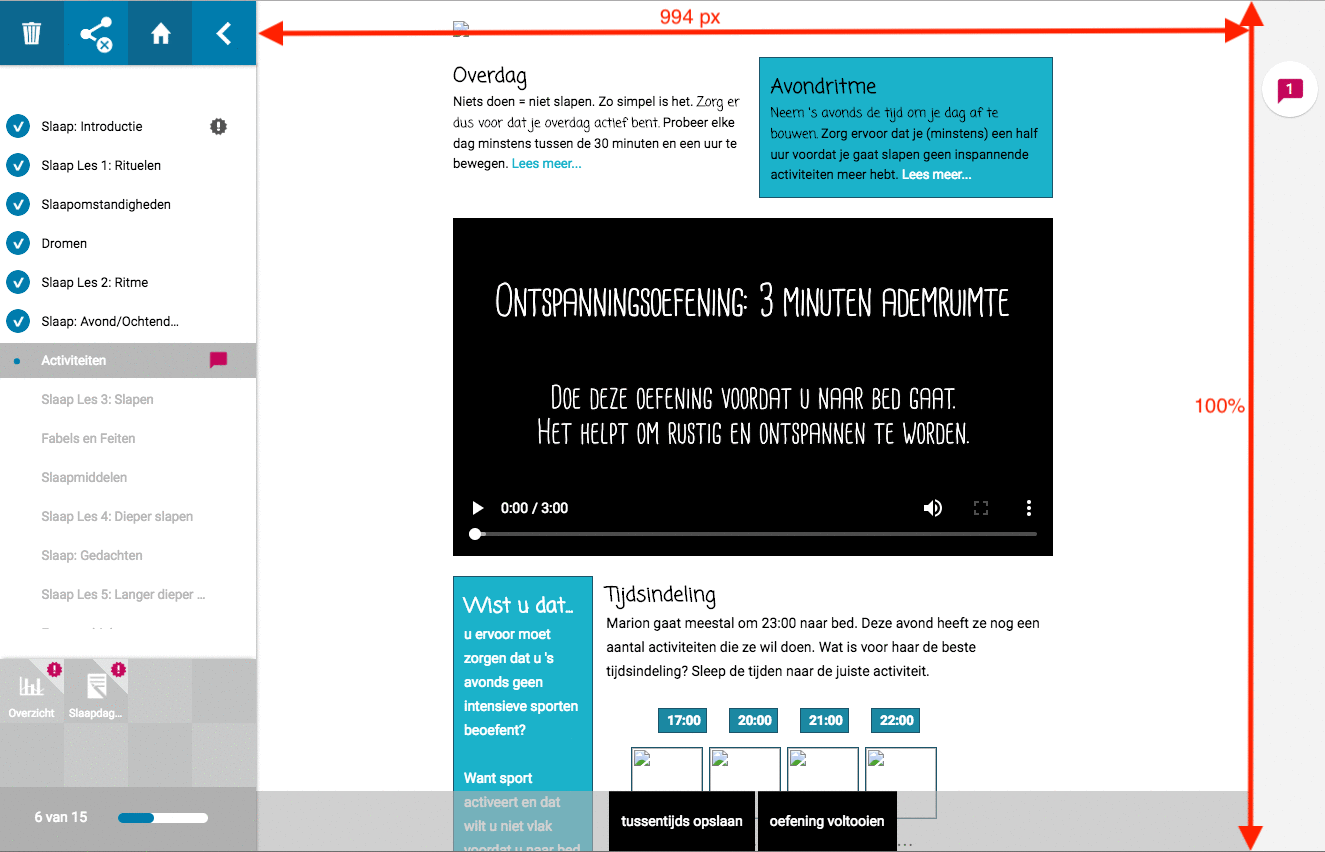 994 px
1
Slaap: Introductie
Slaap Les 1: Rituelen
Slaapomstandigheden
Dromen
Slaap Les 2: Ritme
Slaap: Avond/Ochtend...
Activiteiten
Slaap Les 3: Slapen
Fabels en Feiten
Slaapmiddelen
Slaap Les 4: Dieper slapen
Slaap: Gedachten
Slaap Les 5: Langer dieper ...
Overzicht
Slaapdag...
6 van 15
Overdag
Niets doen = niet slapen. Zo simpel is het. Zorg er
dus voor dat je overdag actief bent. Probeer elke
dag minstens tussen de 30 minuten en een uur te
bewegen. Lees meer...
Avondritme
Neem 's avonds de tijd om je dag af te
bouwen. Zorg ervoor dat je (minstens) een half
uur voordat je gaat slapen geen inspannende
activiteiten meer hebt. Lees meer...
Ontspanningsoefening: 3 minuten ademruimte
Doe deze oefening voordat u naar bed gaat.
Het helpt om rustig en ontspannen te worden.
0:00 / 3:00
100%
Wist u dat...
u ervoor moet
zorgen dat u 's
avonds geen
intensieve sporten
beoefent?
Want sport
activeert en dat
wilt u niet vlak
voordat u naar bed
Tijdsindeling
Marion gaat meestal om 23:00 naar bed. Deze avond heeft ze nog een
aantal activiteiten die ze wil doen. Wat is voor haar de beste
tijdsindeling? Sleep de tijden naar de juiste activiteit.
17:00 20:00 21:00 22:00
tussentijds opslaan
oefening voltooien
...